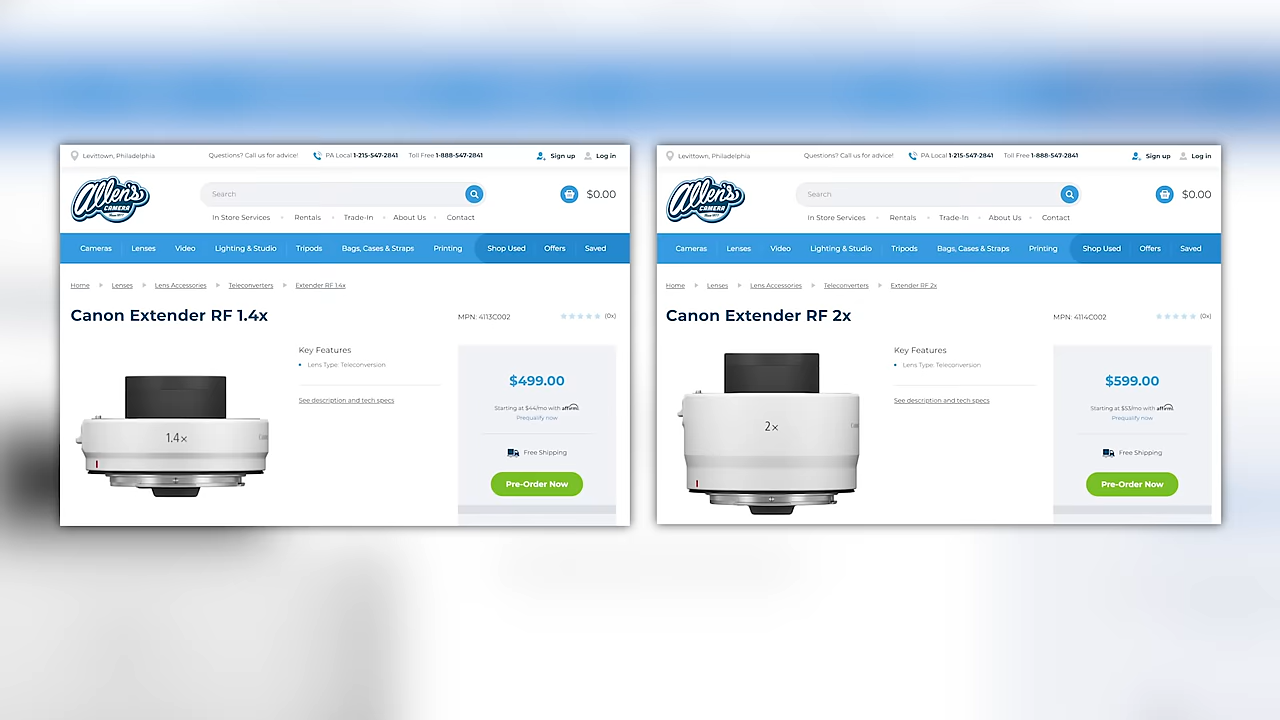 Levittown, Philadelphia
Questions? Call us for advice!
PA Local 1-215-547-2841
Toll Free 1-888-547-2841
Sign up
Log in
Allen's
CAMERA
Since 1977
Search
$0.00
In Store Services
Rentals
Trade-In
About Us
Contact
Cameras
Lenses
Video
Lighting & Studio
Tripods
Bags, Cases & Straps
Printing
Shop Used
Offers
Saved
Home
Lenses
Lens Accessories
Teleconverters
Extender RF 1.4x
Canon Extender RF 1.4x
MPN: 4113C002
(0x)
1.4x
Key Features
Lens Type: Teleconversion
See description and tech specs
$499.00
Starting at $44/mo with affirm.
Prequalify now
Free Shipping
Pre-Order Now
Levittown, Philadelphia
Questions? Call us for advice!
PA Local 1-215-547-2841
Toll Free 1-888-547-2841
Sign up
Log in
Allen's
CAMERA
Since 1977
Search
$0.00
In Store Services
Rentals
Trade-In
About Us
Contact
Cameras
Lenses
Video
Lighting & Studio
Tripods
Bags, Cases & Straps
Printing
Shop Used
Offers
Saved
Home
Lenses
Lens Accessories
Teleconverters
Extender RF 2x
Canon Extender RF 2x
MPN: 4114C002
(0x)
2x
Key Features
Lens Type: Teleconversion
See description and tech specs
$599.00
Starting at $53/mo with affirm.
Prequalify now
Free Shipping
Pre-Order Now